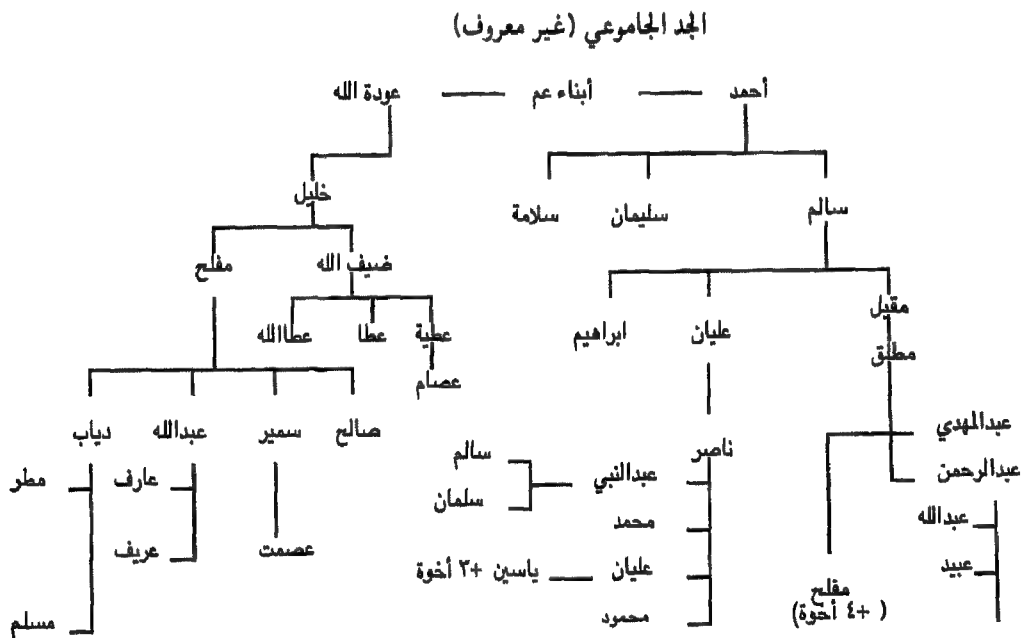 الجد الجاموعي (غير معروف)
أحمد أبناء عم عودة الله
خليل
سالم سليمان سلامة
ضيف الله مفلح
مقبل
عليان ابراهيم عطية عطا عطاالله
مطلق
عصام
عبدالمهدي صالح سمير عبدالله دياب
ناصر سالم
عبدالرحمن عبدالنبي عارف مطر
سلمان
عبدالله محمد
عريف عصمت
عبيد عليان ياسين +٣ أخوة
مفلح
(+٤ أخوة) محمود مسلم